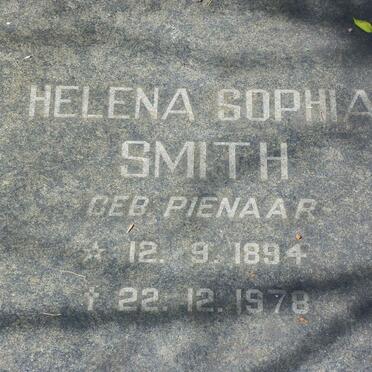 HELENA SOPHIA
SMITH
GEB. PIENAAR
☆ 12. 9. 1894
† 22. 12. 1978